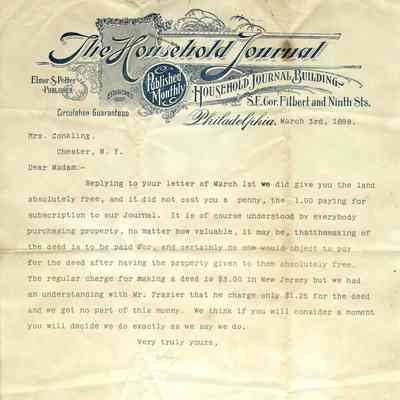 The Household Journal
Elmer S. Potter
Publisher
Published
Monthly
Household Journal Building
S.E. Cor. Filbert and Ninth Sts.
Circulation Guaranteed
Philadelphia, March 3rd, 1898.
Mrs. Conkling.
Chester, N. Y.
Dear Madam:-
Replying to your letter of March 1st we did give you the land
absolutely free, and it did not cost you a penny, the 1.00 paying for
subscription to our Journal. It is of course understood by everybody
purchasing property, no matter how valuable, it may be, thatthemaking of
the deed is to be paid for, and certainly no one would object to pay
for the deed after having the property given to them absolutely free.
The regular charge for making a deed is $3.00 in New Jersey but we had
an understanding with Mr. Frazier that he charge only $1.25 for the deed
and we get no part of this money. We think if you will consider a moment
you will decide we do exactly as we say we do.
Very truly yours,